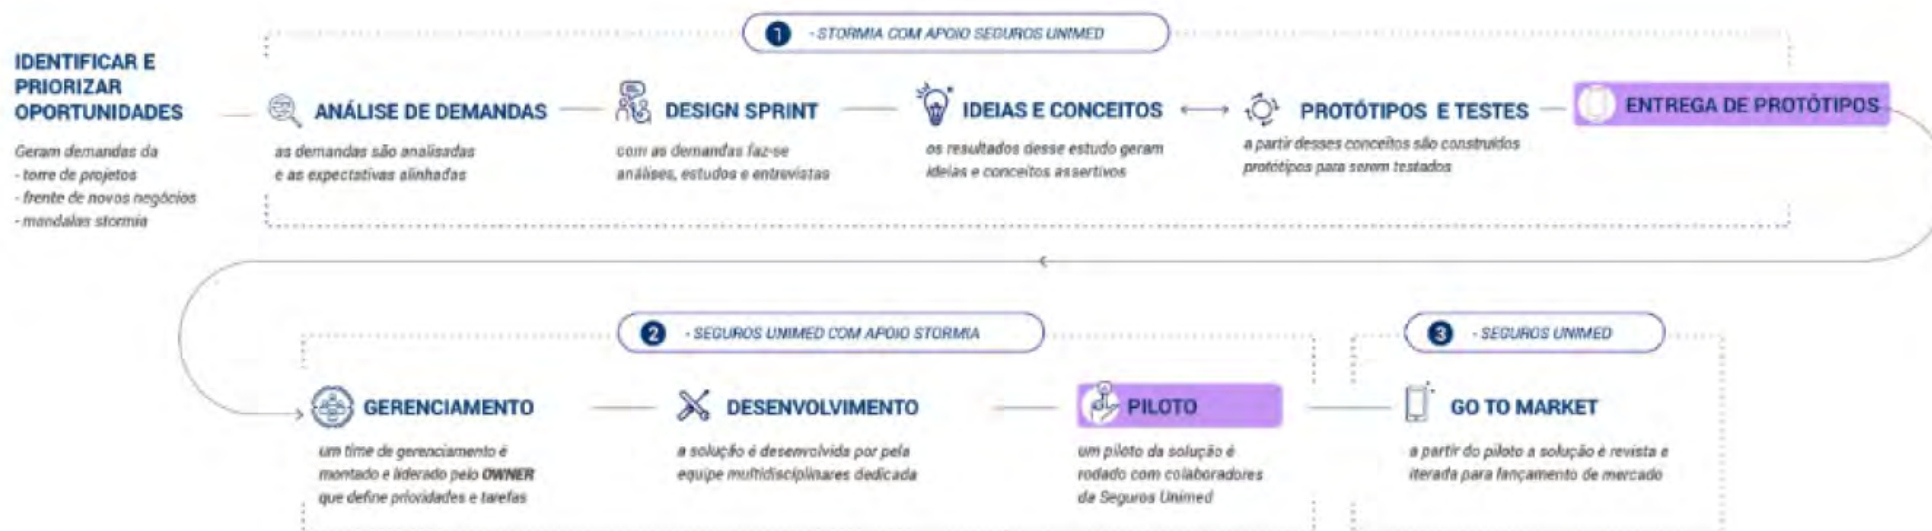 1 - STORMIA COM APOIO SEGUROS UNIMED
IDENTIFICAR E
PRIORIZAR
OPORTUNIDADES
Geram demandas da
- torre de projetos
- frente de novos negócios
- mandalas stormia
ANÁLISE DE DEMANDAS
as demandas são analisadas
e as expectativas alinhadas
DESIGN SPRINT
com as demandas faz-se
análises, estudos e entrevistas
IDEIAS E CONCEITOS
os resultados desse estudo geram
ideias e conceitos assertivos
PROTÓTIPOS E TESTES
a partir desses conceitos são construídos
protótipos para serem testados
ENTREGA DE PROTÓTIPOS
2 - SEGUROS UNIMED COM APOIO STORMIA
GERENCIAMENTO
um time de gerenciamento é
montado e liderado pelo OWNER
que define prioridades e tarefas
DESENVOLVIMENTO
a solução é desenvolvida por pela
equipe multidisciplinares dedicada
PILOTO
um piloto da solução é
rodado com colaboradores
da Seguros Unimed
3 - SEGUROS UNIMED
GO TO MARKET
a partir do piloto a solução é revista e
iterada para lançamento de mercado